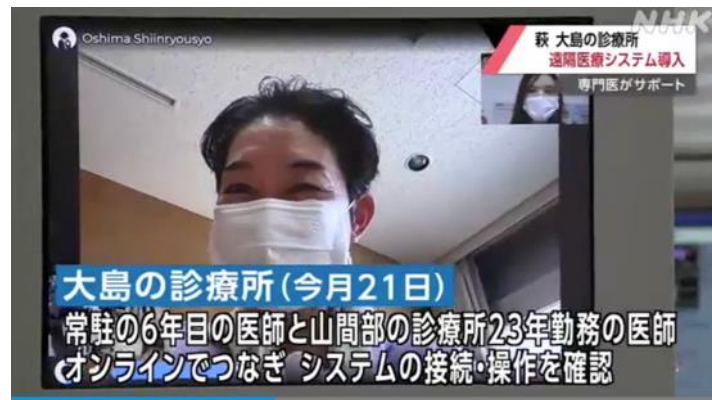 NHK
Oshima Shiinryousyo
萩 大島の診療所
遠隔医療システム導入
専門医がサポート
大島の診療所(今月21日)
常駐の6年目の医師と山間部の診療所23年勤務の医師
オンラインでつなぎ システムの接続・操作を確認